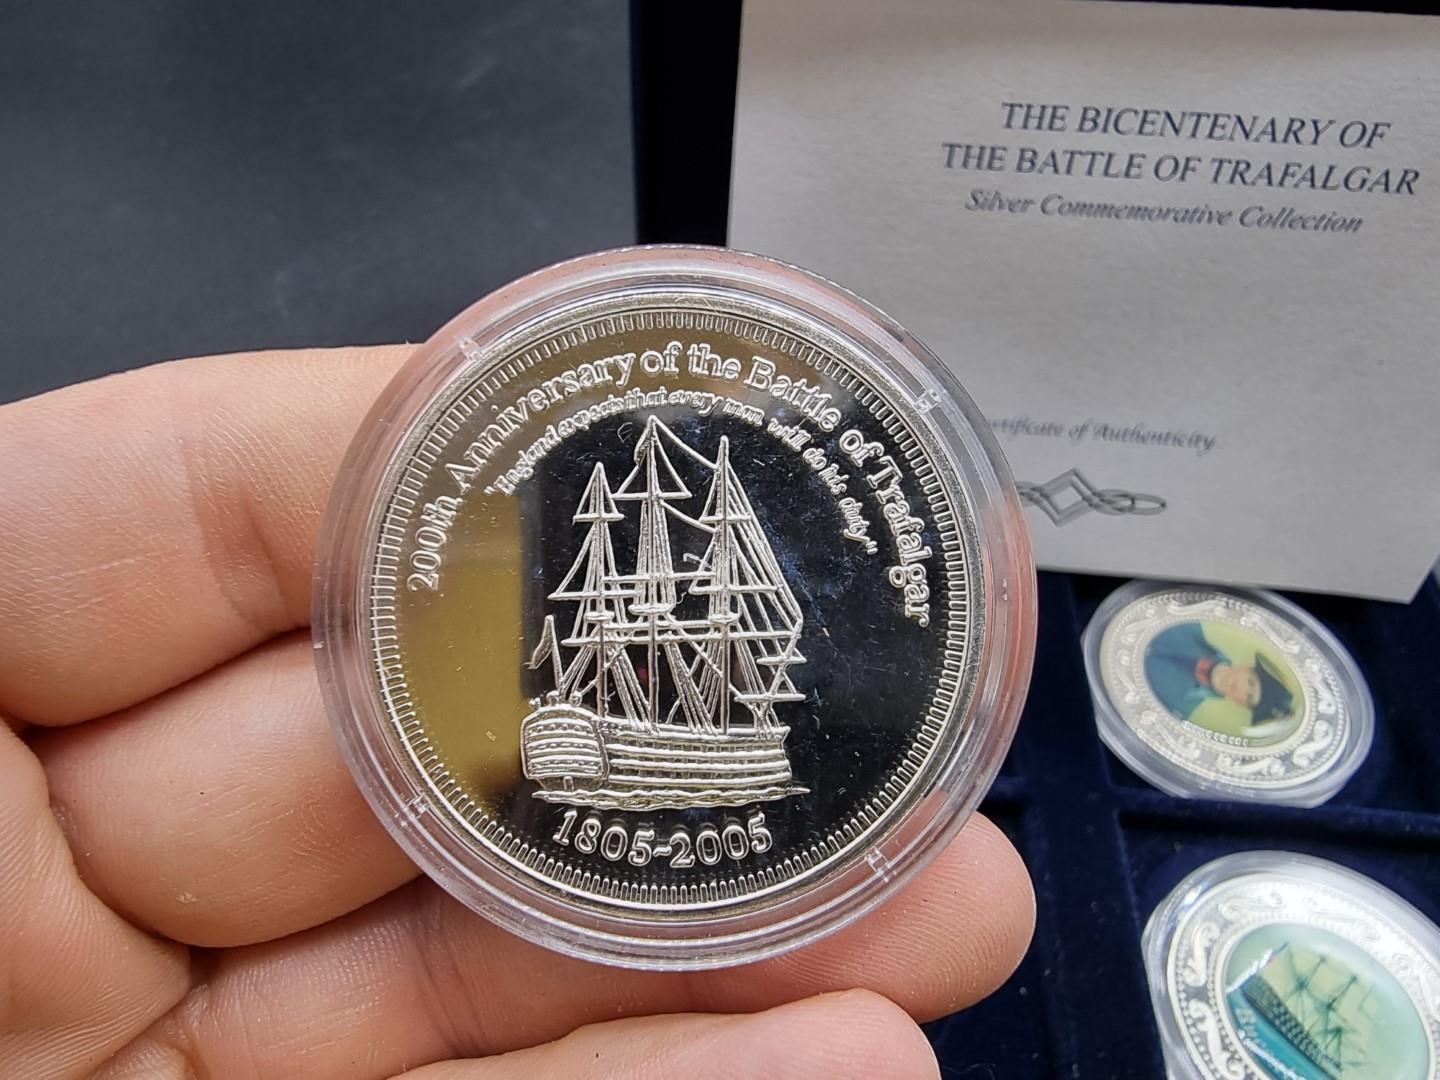 THE BICENTENARY OF
THE BATTLE OF TRAFALGAR
Silver Commemorative Collection
Certificate of Authenticity
200th Anniversary of the Battle of Trafalgar
"England expects that every man will do his duty"
1805-2005